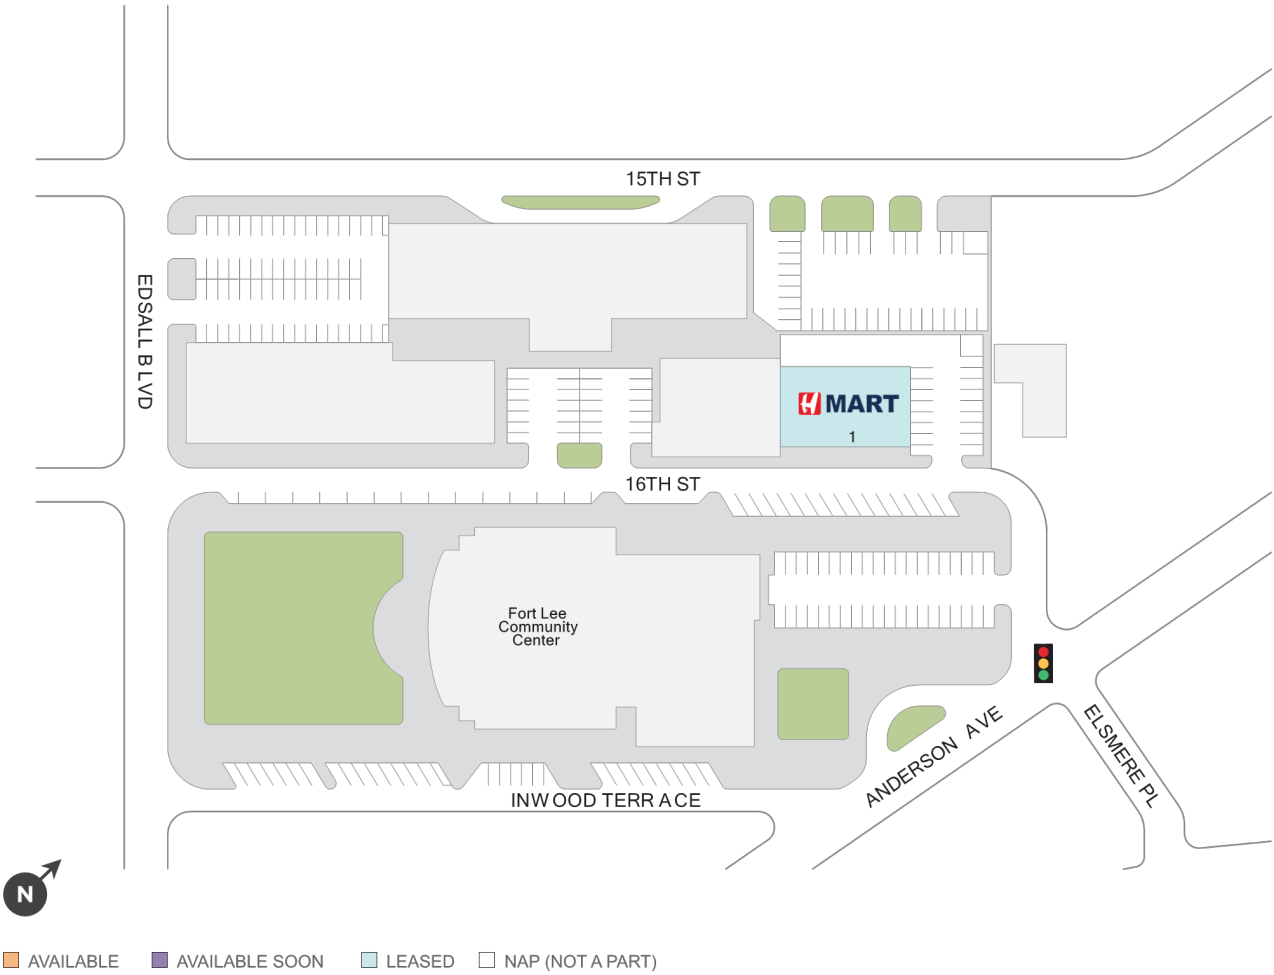 15TH ST
EDSALL BLVD
H MART
1
16TH ST
Fort Lee
Community
Center
ANDERSON AVE
ELSMERE PL
INWOOD TERRACE
N
AVAILABLE
AVAILABLE SOON
LEASED
NAP (NOT A PART)